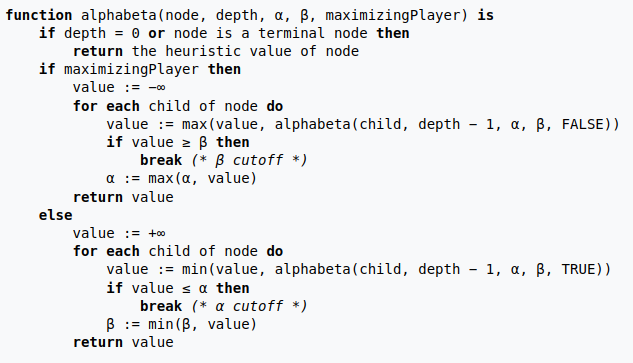 function alphabeta(node, depth, α, β, maximizingPlayer) is
    if depth = 0 or node is a terminal node then
        return the heuristic value of node
    if maximizingPlayer then
        value := −∞
        for each child of node do
            value := max(value, alphabeta(child, depth − 1, α, β, FALSE))
            if value ≥ β then
                break (* β cutoff *)
            α := max(α, value)
        return value
    else
        value := +∞
        for each child of node do
            value := min(value, alphabeta(child, depth − 1, α, β, TRUE))
            if value ≤ α then
                break (* α cutoff *)
            β := min(β, value)
        return value